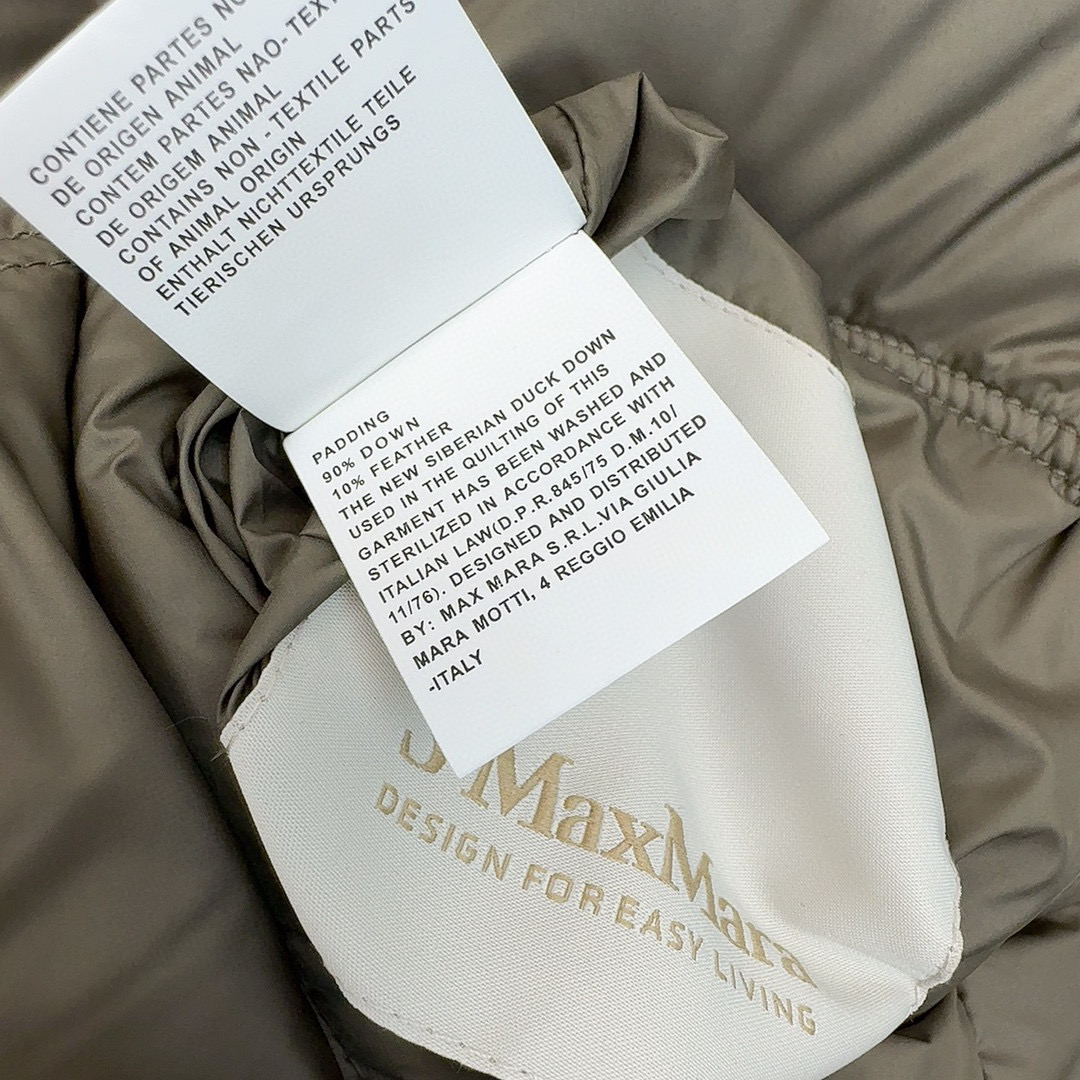 CONTIENE PARTES
DE ORIGEN ANIMAL
CONTEM PARTES NAO-
DE ORIGEM ANIMAL
CONTAINS NON-TEXTILE PARTS
OF ANIMAL ORIGIN
ENTHALT NICHTTEXTILE TEILE
TIERISCHEN URSPRUNGS
PADDING
90% DOWN
10% FEATHER
THE NEW SIBERIAN DUCK DOWN
USED IN THE QUILTING OF THIS
GARMENT HAS BEEN WASHED AND
STERILIZED IN ACCORDANCE WITH
ITALIAN LAW(D.P.R.845/75 D.M.10/
11/76). DESIGNED AND DISTRIBUTED
BY: MAX MARA S.R.L.VIA GIULIA
MARA MOTTI, 4 REGGIO EMILIA
-ITALY
MaxMara
DESIGN FOR EASY LIVING